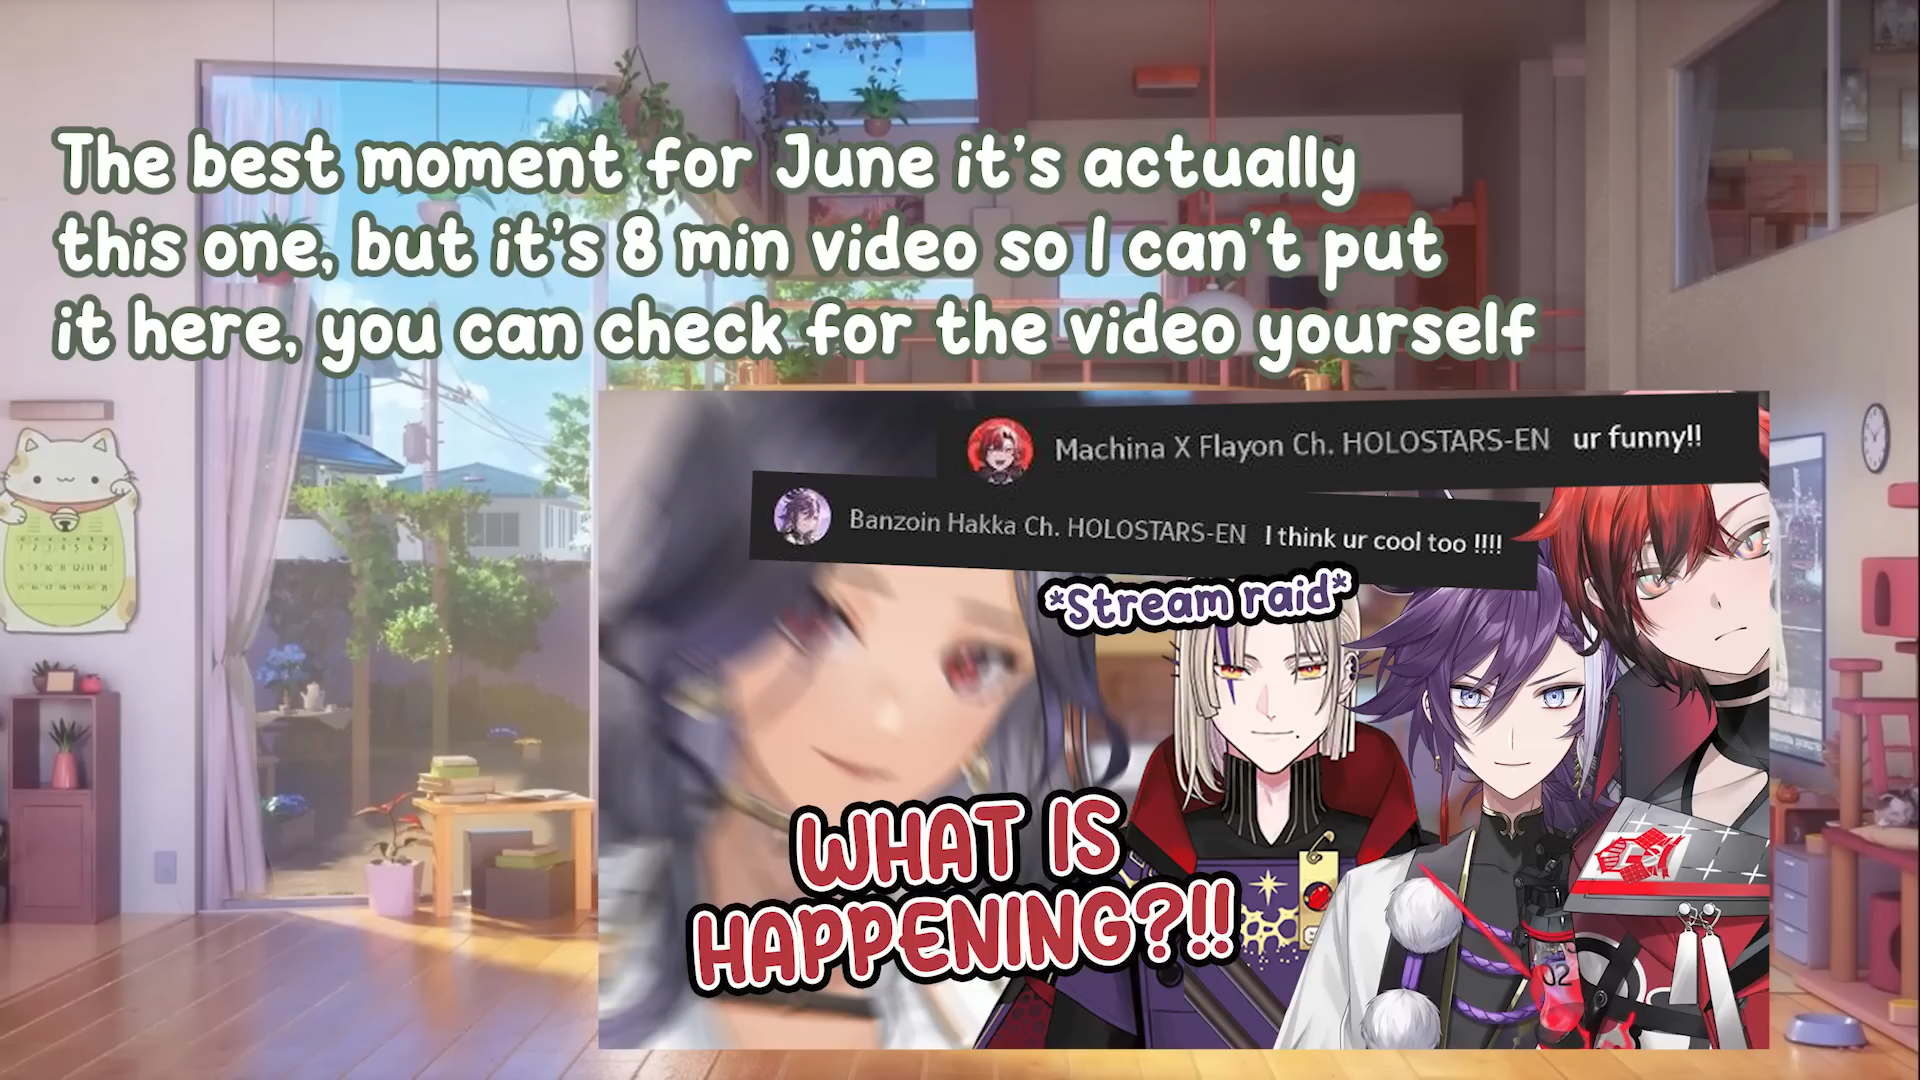 The best moment for June it's actually
this one, but it's 8 min video so I can't put
it here, you can check for the video yourself
Machina X Flayon Ch. HOLOSTARS-EN ur funny!!
Banzoin Hakka Ch. HOLOSTARS-EN I think ur cool too !!!!
*Stream raid*
WHAT IS
HAPPENING?!!
02